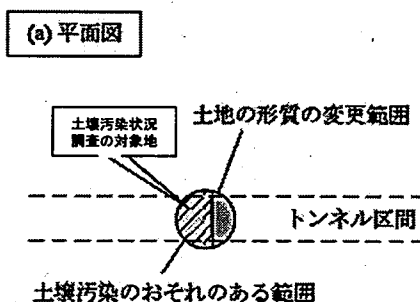 (a) 平面図
土壌汚染状況
調査の対象地
土地の形質の変更範囲
トンネル区間
土壌汚染のおそれのある範囲